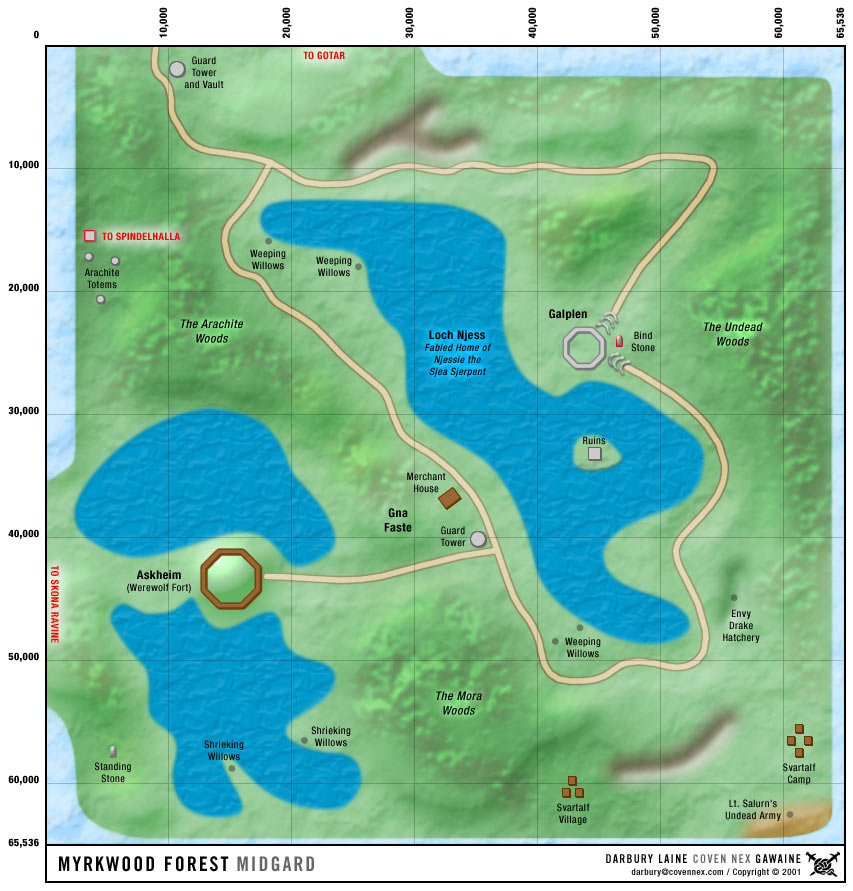 0
10,000
20,000
30,000
40,000
50,000
60,000
65,536
TO GOTAR
Guard
Tower
and Vault
10,000
TO SPINDELHALLA
Arachite
Totems
Weeping
Willows
Weeping
Willows
20,000
The Arachite
Woods
Loch Njess
Fabled Home of
Njessie the
Sjea Sjerpent
Galplen
Bind
Stone
The Undead
Woods
30,000
Ruins
Merchant
House
Gna
Faste
Guard
Tower
40,000
Askheim
(Werewolf Fort)
TO SKONA RAVINE
Envy
Drake
Hatchery
Weeping
Willows
50,000
The Mora
Woods
Shrieking
Willows
Shrieking
Willows
Standing
Stone
60,000
Svartalf
Village
Svartalf
Camp
Lt. Salurn's
Undead Army
65,536
MYRKWOOD FOREST MIDGARD
DARBURY LAINE COVEN NEX GAWAINE
darbury@covennex.com / Copyright © 2001